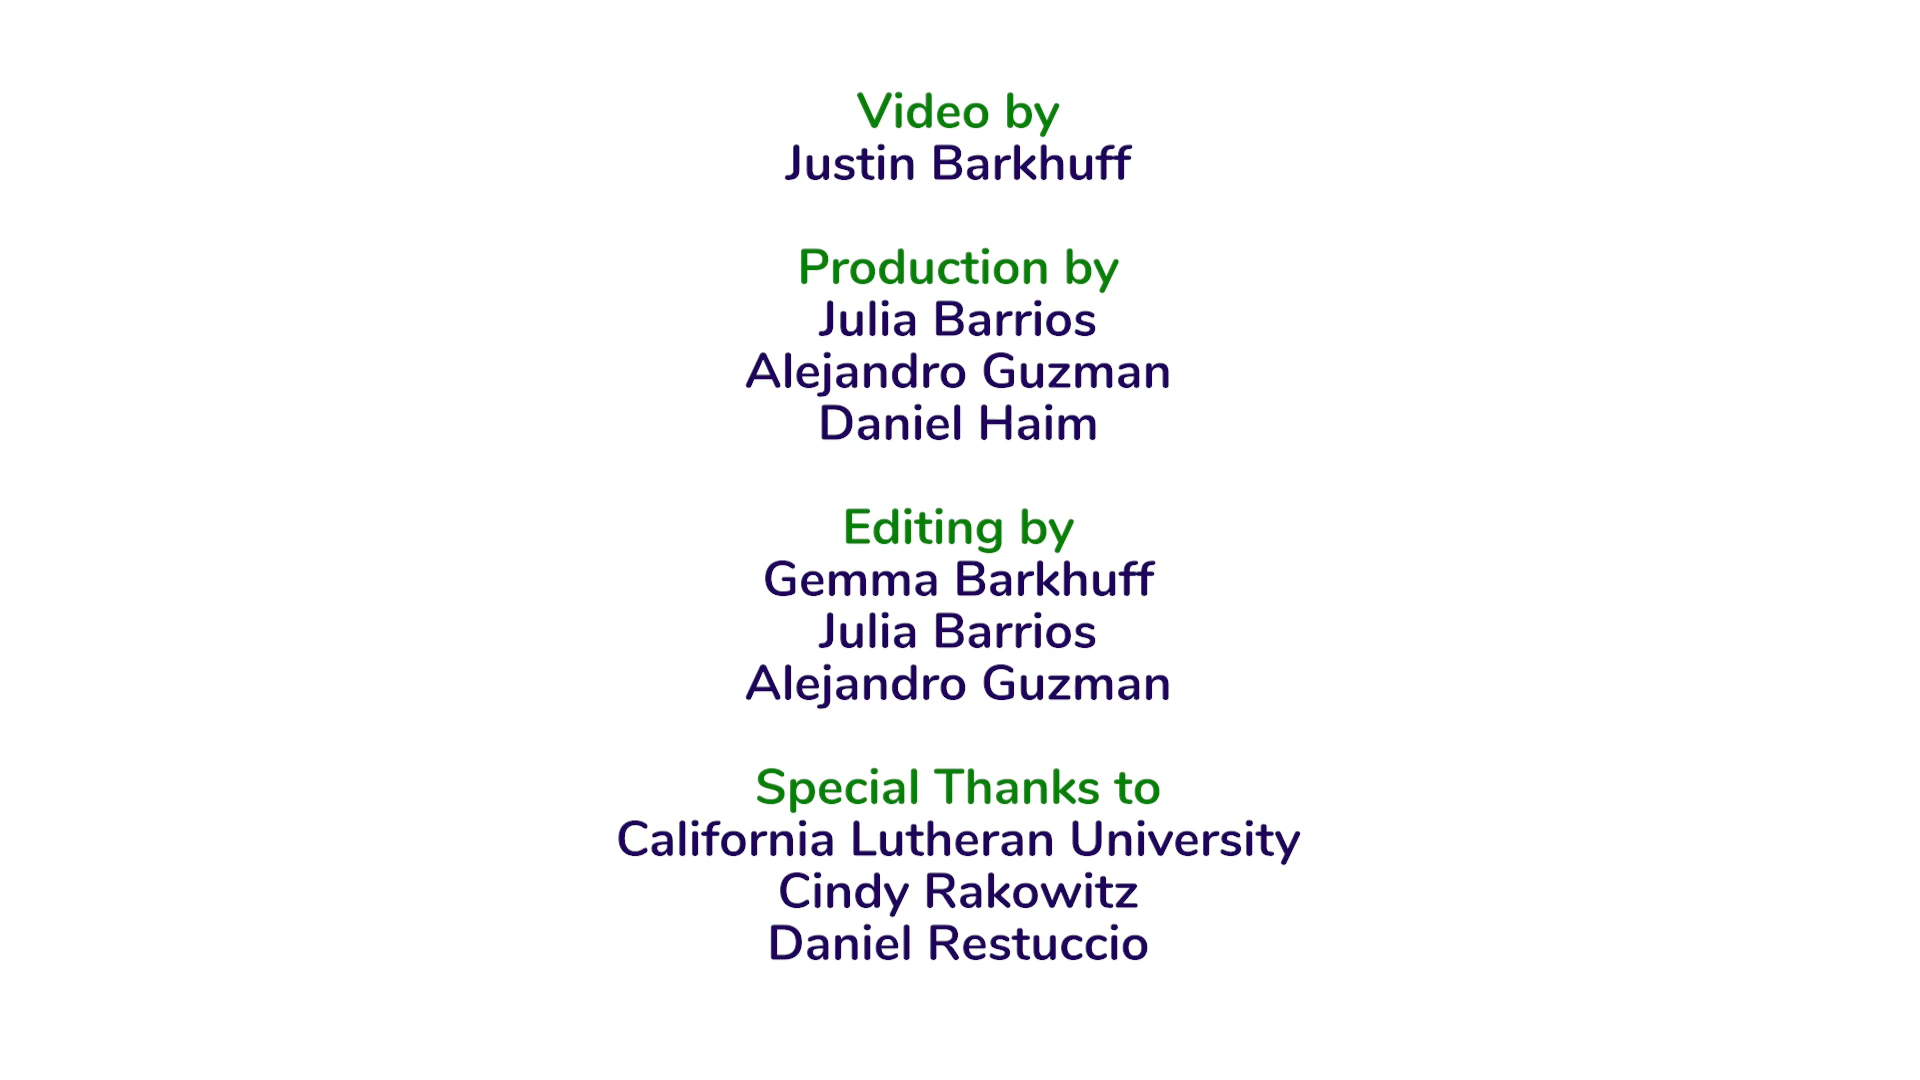 Video by
Justin Barkhuff
Production by
Julia Barrios
Alejandro Guzman
Daniel Haim
Editing by
Gemma Barkhuff
Julia Barrios
Alejandro Guzman
Special Thanks to
California Lutheran University
Cindy Rakowitz
Daniel Restuccio